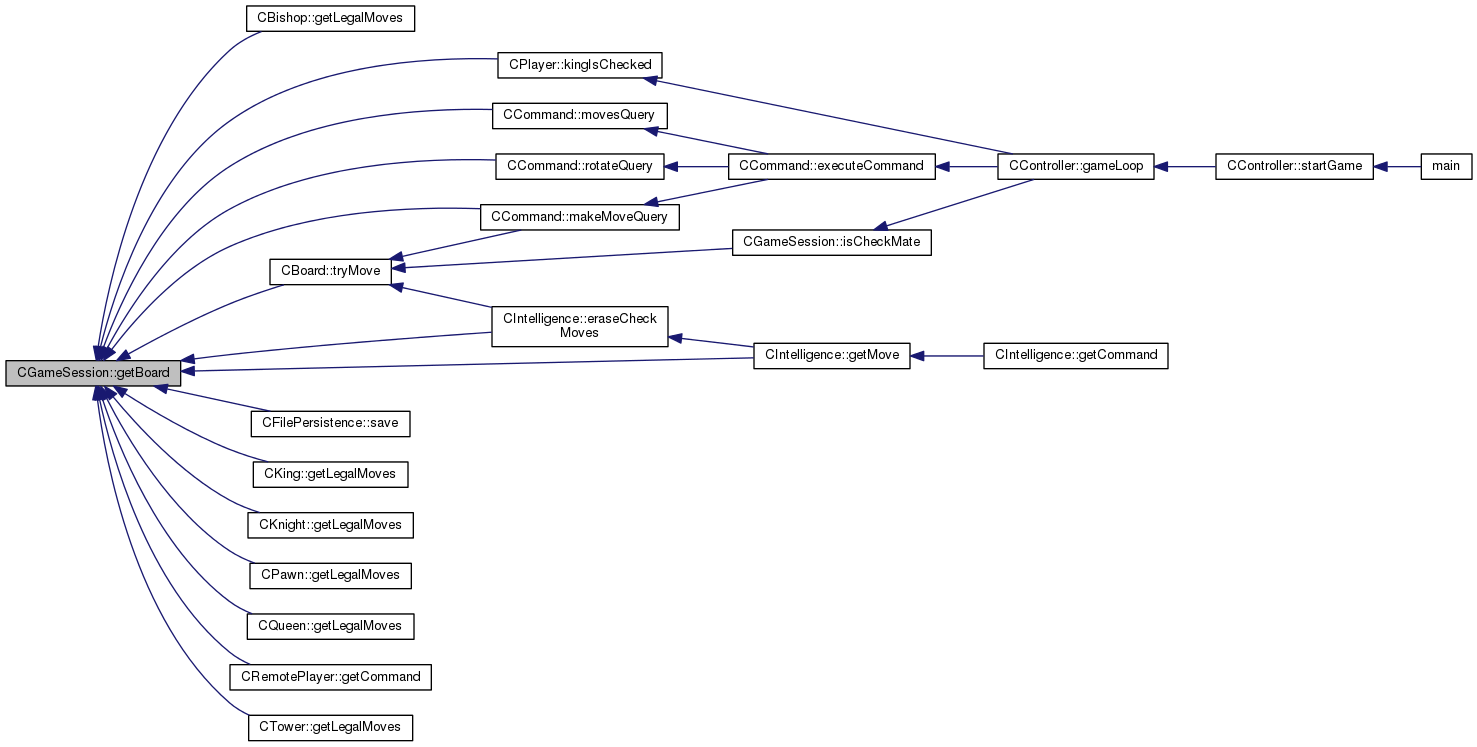 CBishop::getLegalMoves
CPlayer::kingIsChecked
CCommand::movesQuery
CCommand::rotateQuery
CCommand::executeCommand
CController::gameLoop
CController::startGame
main
CCommand::makeMoveQuery
CGameSession::isCheckMate
CBoard::tryMove
CIntelligence::eraseCheck
Moves
CIntelligence::getMove
CIntelligence::getCommand
CGameSession::getBoard
CFilePersistence::save
CKing::getLegalMoves
CKnight::getLegalMoves
CPawn::getLegalMoves
CQueen::getLegalMoves
CRemotePlayer::getCommand
CTower::getLegalMoves